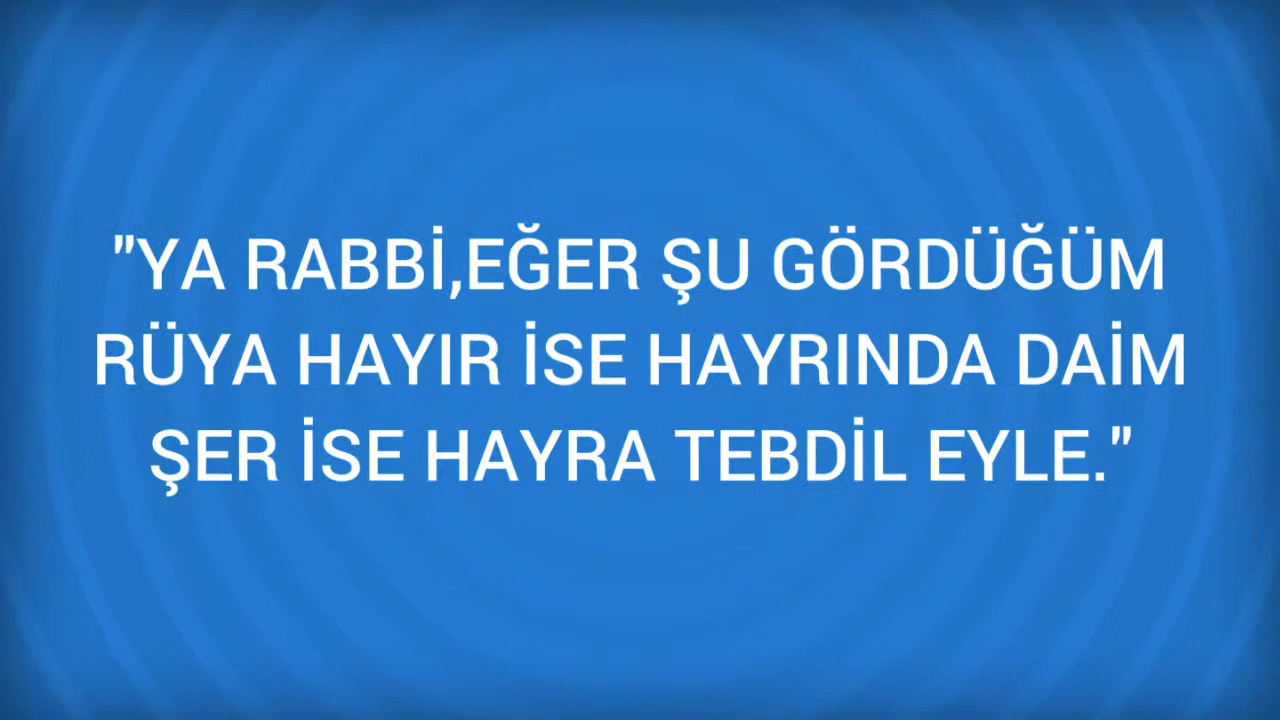 "YA RABBİ,EĞER ŞU GÖRDÜĞÜM
RÜYA HAYIR İSE HAYRINDA DAİM
ŞER İSE HAYRA TEBDİL EYLE."